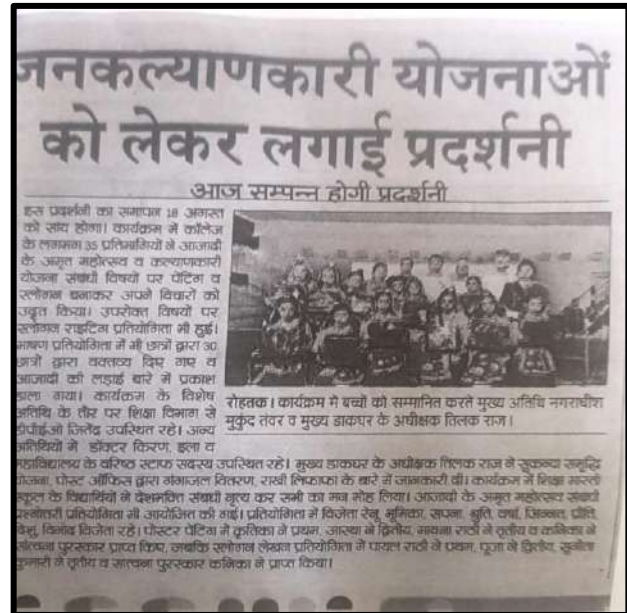 जनकल्याणकारी योजनाओं
को लेकर लगाई प्रदर्शनी
आज सम्पन्न होगी प्रदर्शनी
इस प्रदर्शनी का समापन 18 अगस्त
को सांय होगा। कार्यक्रम में कॉलेज
के लगभग 35 प्रतिभागियों ने आजादी
के अमृत महोत्सव व कल्याणकारी
योजना संबंधी विषयों पर पेंटिंग व
स्लोगन बनाकर अपने विचारों को
उद्धृत किया। उपरोक्त विषयों पर
स्लोगन राइटिंग प्रतियोगिता भी हुई।
भाषण प्रतियोगिता में भी छात्रों द्वारा 30
छात्रों द्वारा वक्तव्य दिए गए व
आजादी की लड़ाई बारे में प्रकाश
डाला गया। कार्यक्रम के विशेष
अतिथि के तौर पर शिक्षा विभाग से
डीपीईओ जितेंद्र उपस्थित रहे। अन्य
अतिथियों में डॉक्टर किरण, इला व
रोहतक। कार्यक्रम में बच्चों को सम्मानित करते मुख्य अतिथि नगराधीश
मुकुंद तंवर व मुख्य डाकघर के अधीक्षक तिलक राज।
महाविद्यालय के वरिष्ठ स्टाफ सदस्य उपस्थित रहे। मुख्य डाकघर के अधीक्षक तिलक राज ने सुकन्या समृद्धि
योजना, पोस्ट ऑफिस द्वारा गंगाजल वितरण, राखी लिफाफा के बारे में जानकारी दी। कार्यक्रम में शिक्षा भारती
स्कूल के विद्यार्थियों ने देशभक्ति संबंधी नृत्य कर सभी का मन मोह लिया। आजादी के अमृत महोत्सव संबंधी
प्रश्नोत्तरी प्रतियोगिता भी आयोजित की गई। प्रतियोगिता में विजेता रेनू, भूमिका, सपना, श्रुति, वर्षा, जिन्नत, प्रीति,
विनोद विजेता रहे। पोस्टर पेंटिंग में कृतिका ने प्रथम, आस्था ने द्वितीय, भावना राठी ने तृतीय व कनिका ने
सांत्वना पुरस्कार प्राप्त किए, जबकि स्लोगन लेखन प्रतियोगिता में पायल राठी ने प्रथम, पूजा ने द्वितीय, सुनीता
कुमारी ने तृतीय व सांत्वना पुरस्कार कनिका ने प्राप्त किया।